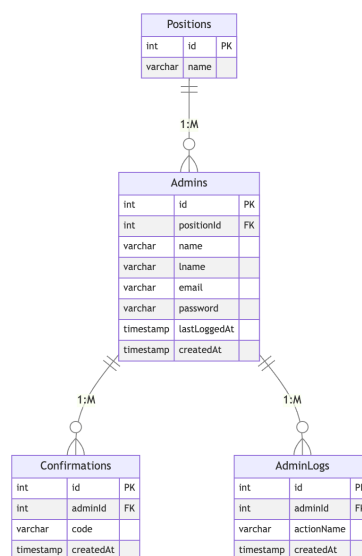 Positions
int id PK
varchar name
1:M
Admins
int id PK
int positionId FK
varchar name
varchar lname
varchar email
varchar password
timestamp lastLoggedAt
timestamp createdAt
1:M 1:M
Confirmations
int id PK
int adminId FK
varchar code
timestamp createdAt
AdminLogs
int id PK
int adminId FK
varchar actionName
timestamp createdAt